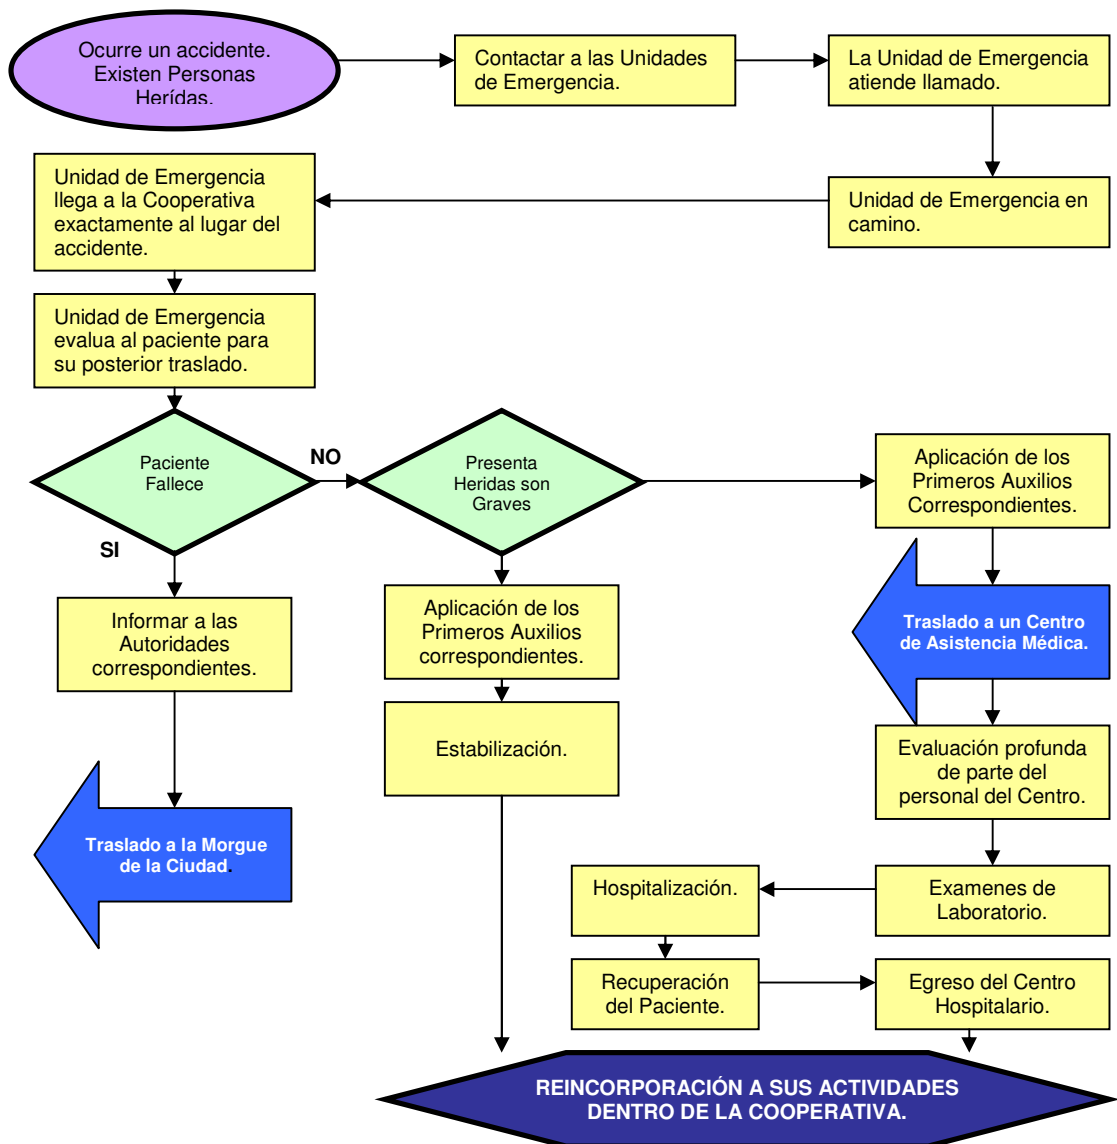 Ocurre un accidente.
Existen Personas
Herídas.
Contactar a las Unidades
de Emergencia.
La Unidad de Emergencia
atiende llamado.
Unidad de Emergencia
llega a la Cooperativa
exactamente al lugar del
accidente.
Unidad de Emergencia en
camino.
Unidad de Emergencia
evalua al paciente para
su posterior traslado.
Paciente
Fallece
NO
SI
Presenta
Heridas son
Graves
Aplicación de los
Primeros Auxilios
Correspondientes.
Informar a las
Autoridades
correspondientes.
Aplicación de los
Primeros Auxilios
correspondientes.
Traslado a un Centro
de Asistencia Médica.
Estabilización.
Evaluación profunda
de parte del
personal del Centro.
Traslado a la Morgue
de la Ciudad.
Hospitalización.
Examenes de
Laboratorio.
Recuperación
del Paciente.
Egreso del Centro
Hospitalario.
REINCORPORACIÓN A SUS ACTIVIDADES
DENTRO DE LA COOPERATIVA.